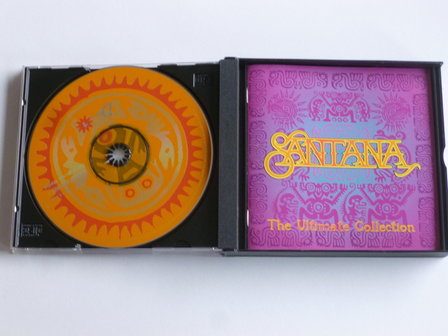 SANTANA
The Ultimate Collection